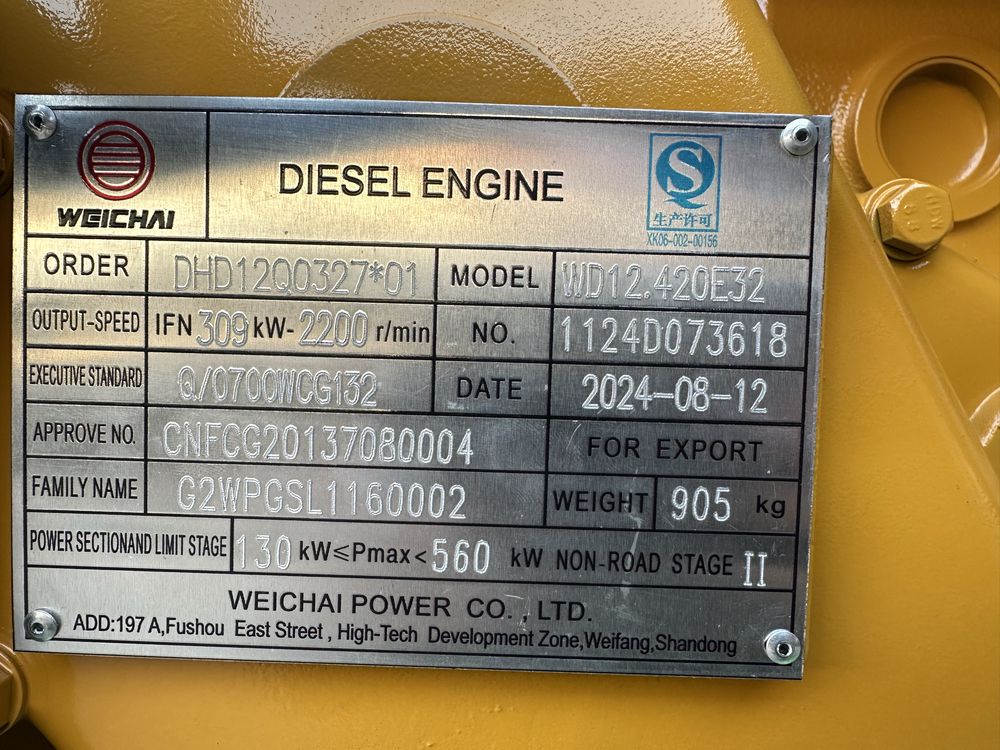 WEICHAI
DIESEL ENGINE
S
生产许可
XK06-002-00156
ORDER DHD12Q0327*01 MODEL WD12.420E32
OUTPUT-SPEED IFN 309 kW- 2200 r/min NO. 1124D073618
EXECUTIVE STANDARD Q/0700WCG132 DATE 2024-08-12
APPROVE NO. CNFCG20137080004 FOR EXPORT
FAMILY NAME G2WPGSL1160002 WEIGHT 905 kg
POWER SECTIONAND LIMIT STAGE 130 kW≤Pmax<560 kW NON-ROAD STAGE II
WEICHAI POWER CO., LTD.
ADD:197 A,Fushou East Street, High-Tech Development Zone,Weifang,Shandong